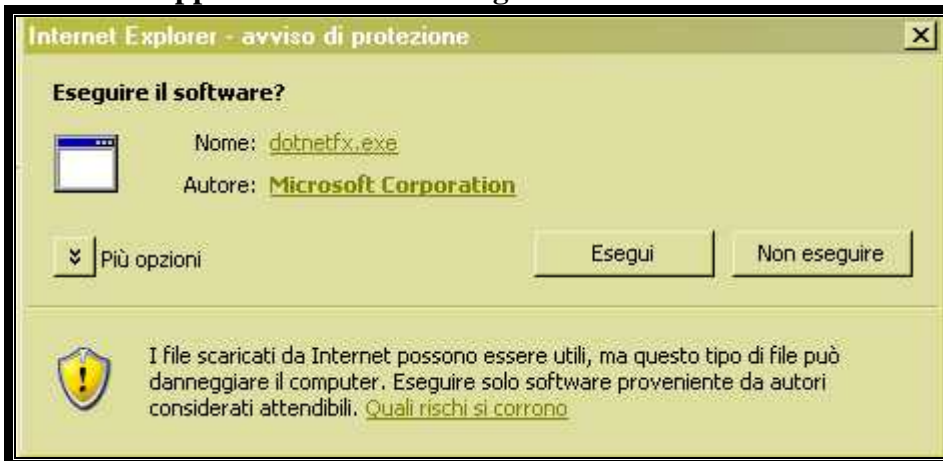 Internet Explorer - avviso di protezione
Eseguire il software?
Nome: dotnetfx.exe
Autore: Microsoft Corporation
Più opzioni
Esegui
Non eseguire
I file scaricati da Internet possono essere utili, ma questo tipo di file può
danneggiare il computer. Eseguire solo software proveniente da autori
considerati attendibili. Quali rischi si corrono